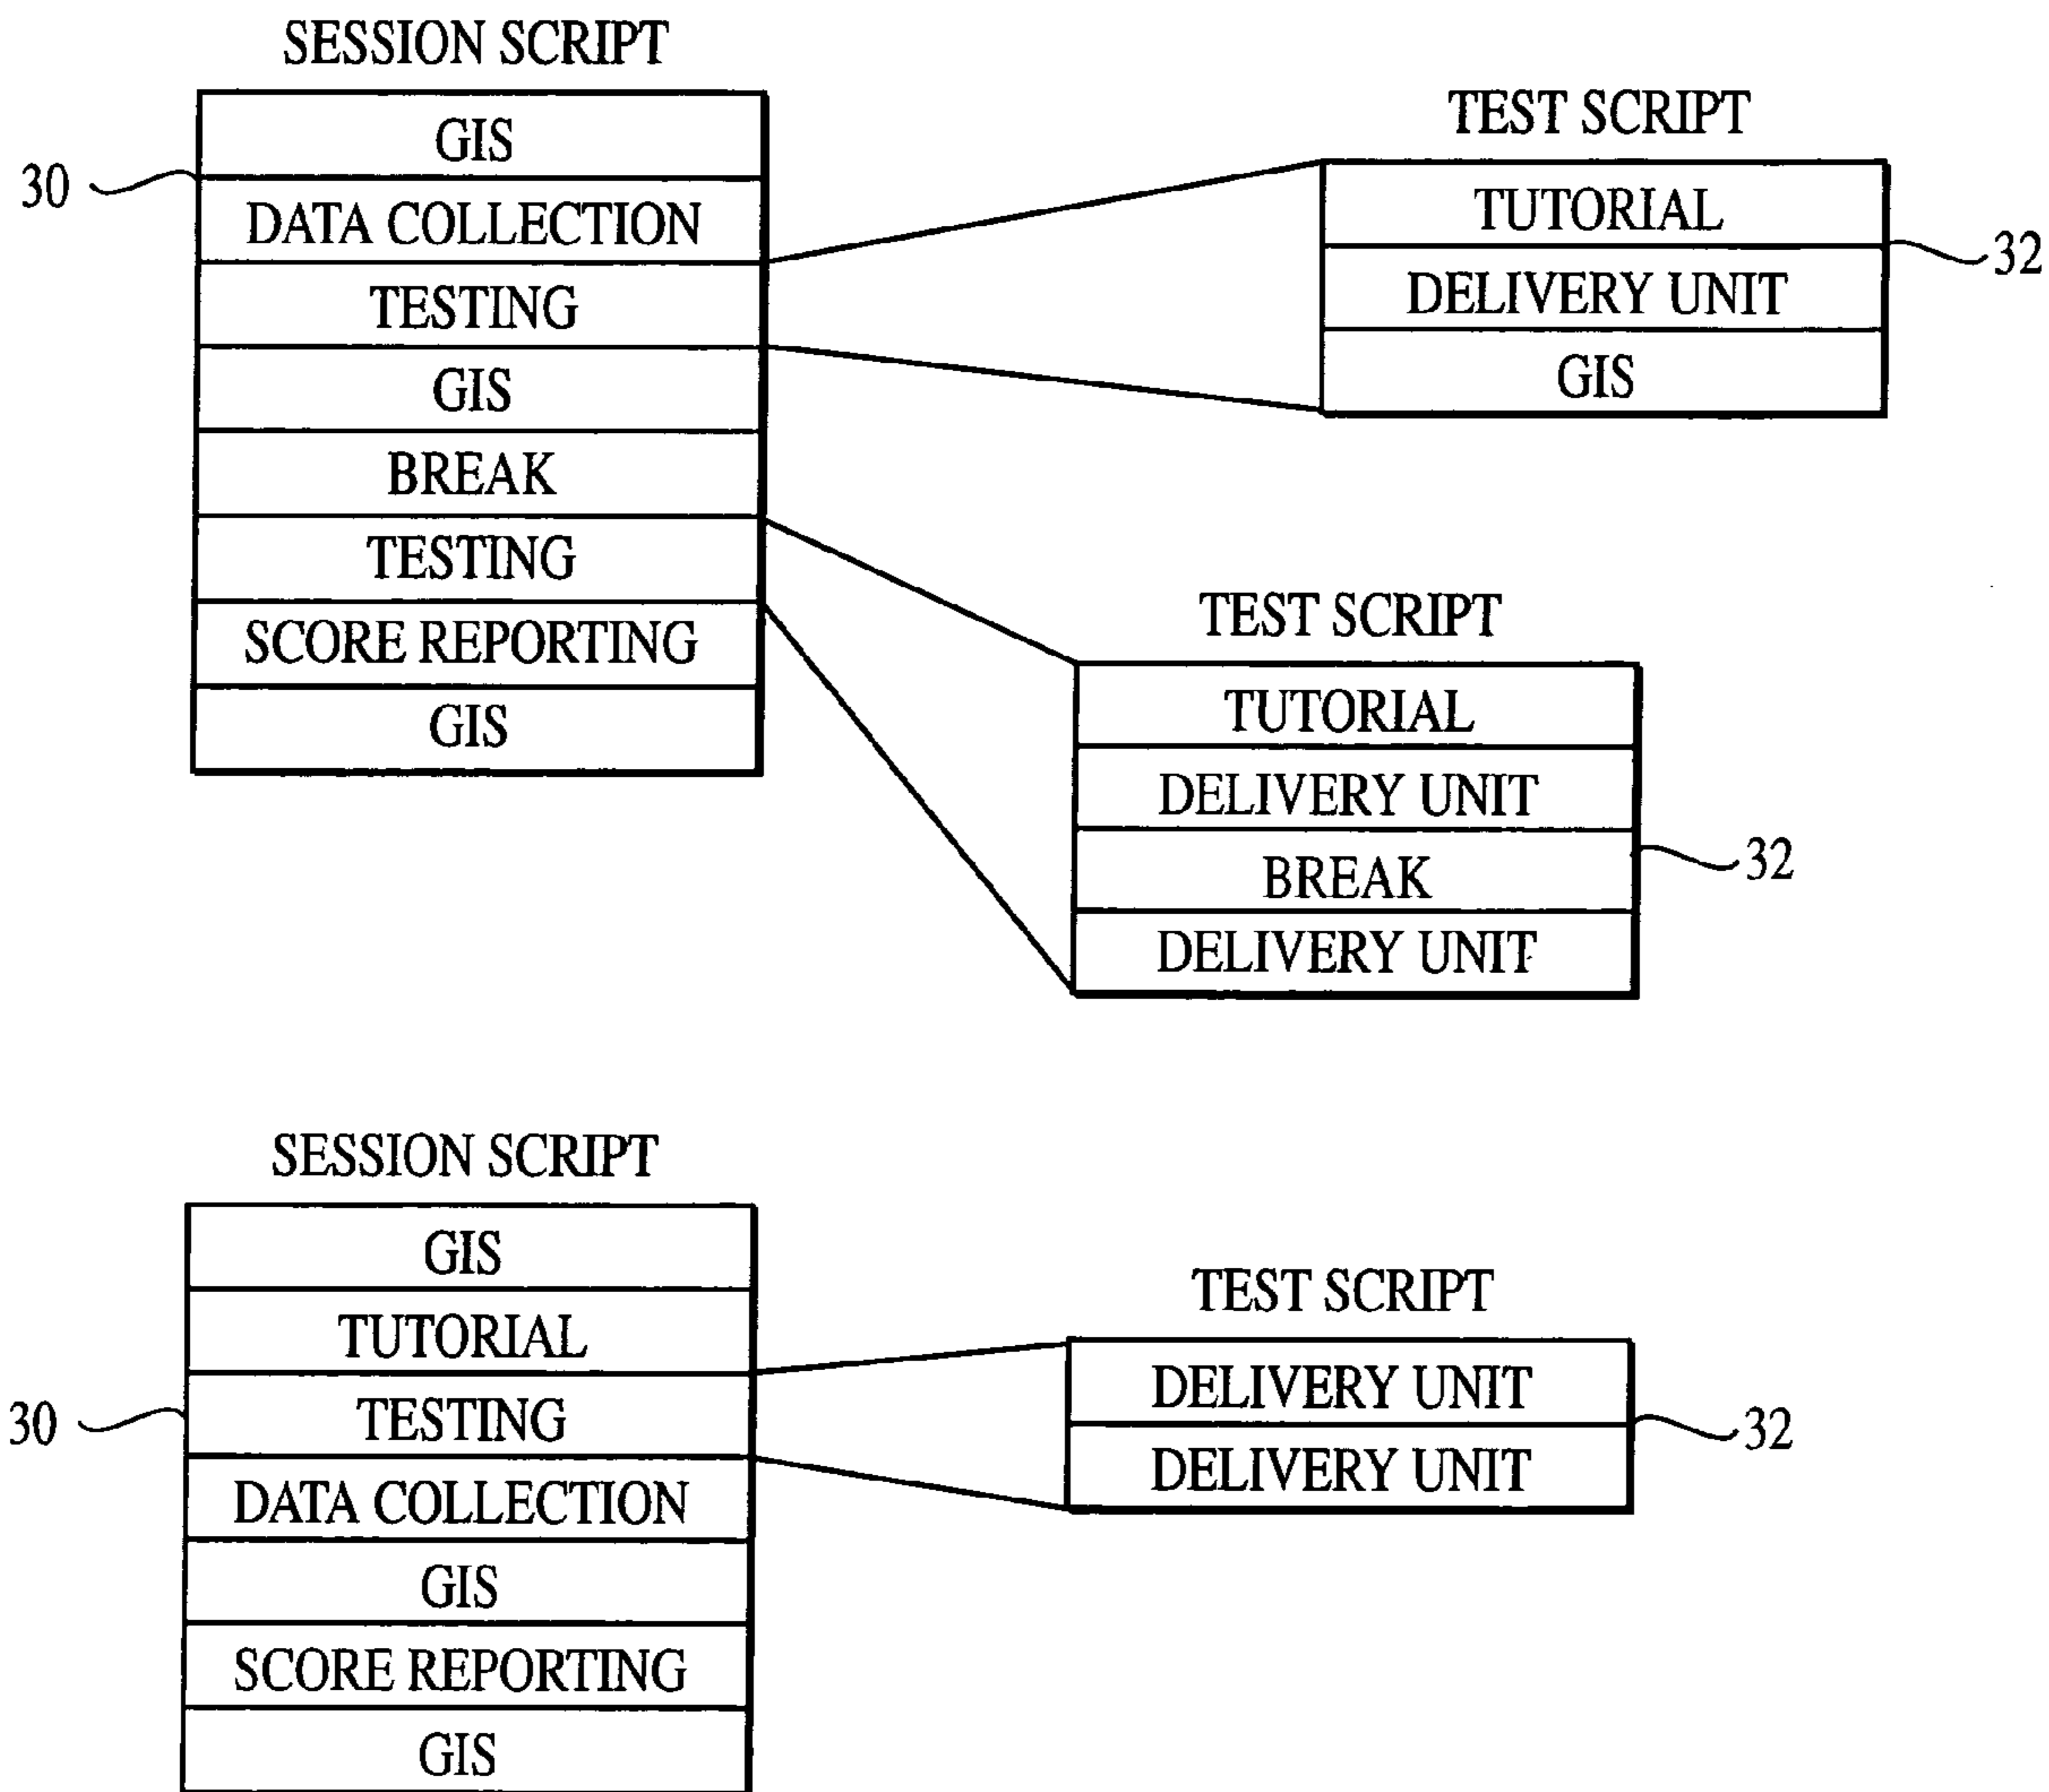 SESSION SCRIPT
GIS
30
DATA COLLECTION
TESTING
GIS
BREAK
TESTING
SCORE REPORTING
GIS
TEST SCRIPT
TUTORIAL
32
DELIVERY UNIT
GIS
TEST SCRIPT
TUTORIAL
DELIVERY UNIT
BREAK
32
DELIVERY UNIT
SESSION SCRIPT
GIS
TUTORIAL
30
TESTING
DATA COLLECTION
GIS
SCORE REPORTING
GIS
TEST SCRIPT
DELIVERY UNIT
32
DELIVERY UNIT